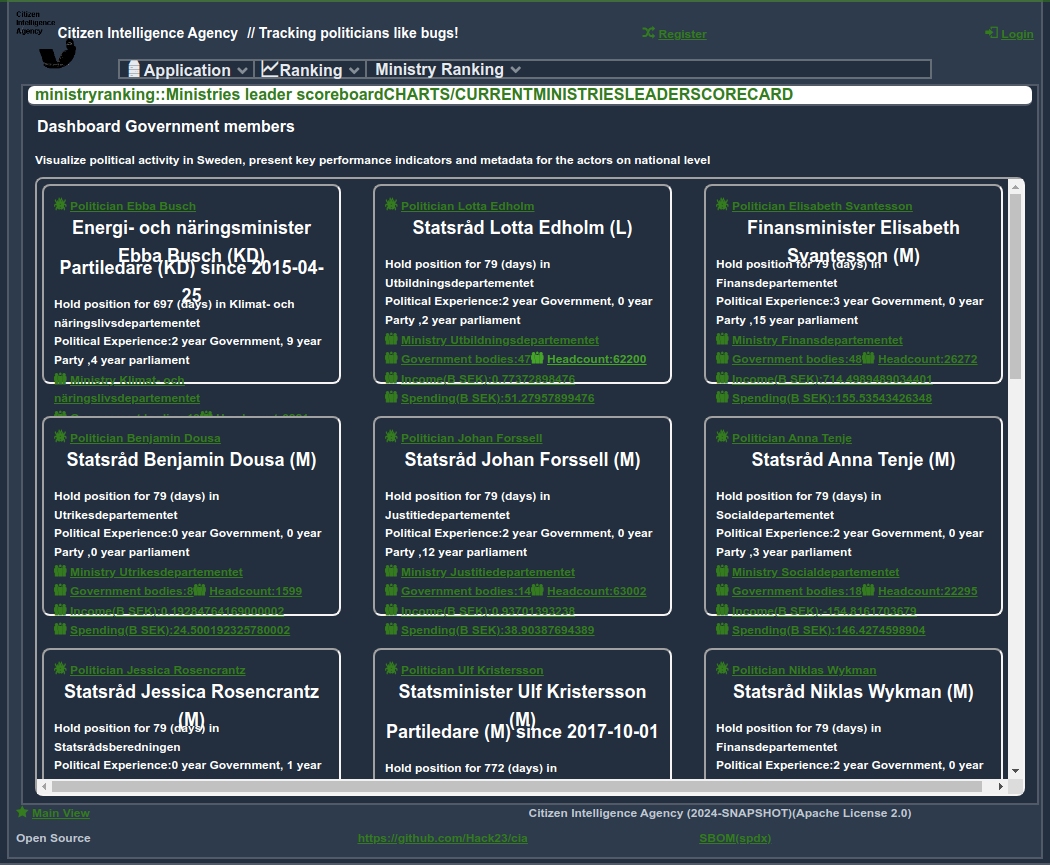 Citizen
Intelligence
Agency
Citizen Intelligence Agency // Tracking politicians like bugs!
Register
Login
Application
Ranking
Ministry Ranking
ministryranking::Ministries leader scoreboardCHARTS/CURRENTMINISTRIESLEADERSCORECARD
Dashboard Government members
Visualize political activity in Sweden, present key performance indicators and metadata for the actors on national level
Politician Ebba Busch
Energi- och näringsminister
Ebba Busch (KD)
Partiledare (KD) since 2015-04-
25
Hold position for 697 (days) in Klimat- och
näringslivsdepartementet
Political Experience:2 year Government, 9 year
Party ,4 year parliament
Ministry Klimat- och
näringslivsdepartementet
Politician Lotta Edholm
Statsråd Lotta Edholm (L)
Hold position for 79 (days) in
Utbildningsdepartementet
Political Experience:2 year Government, 0 year
Party ,2 year parliament
Ministry Utbildningsdepartementet
Government bodies:47 Headcount:62200
Income(B SEK):0.77372898476
Spending(B SEK):51.27957899476
Politician Elisabeth Svantesson
Finansminister Elisabeth
Svantesson (M)
Hold position for 79 (days) in
Finansdepartementet
Political Experience:3 year Government, 0 year
Party ,15 year parliament
Ministry Finansdepartementet
Government bodies:48 Headcount:26272
Income(B SEK):714.4989489034401
Spending(B SEK):155.53543426348
Politician Benjamin Dousa
Statsråd Benjamin Dousa (M)
Hold position for 79 (days) in
Utrikesdepartementet
Political Experience:0 year Government, 0 year
Party ,0 year parliament
Ministry Utrikesdepartementet
Government bodies:8 Headcount:1599
Income(B SEK):0.19284764169000002
Spending(B SEK):24.500192325780002
Politician Johan Forssell
Statsråd Johan Forssell (M)
Hold position for 79 (days) in
Justitiedepartementet
Political Experience:2 year Government, 0 year
Party ,12 year parliament
Ministry Justitiedepartementet
Government bodies:14 Headcount:63002
Income(B SEK):0.93701393238
Spending(B SEK):38.90387694389
Politician Anna Tenje
Statsråd Anna Tenje (M)
Hold position for 79 (days) in
Socialdepartementet
Political Experience:2 year Government, 0 year
Party ,3 year parliament
Ministry Socialdepartementet
Government bodies:18 Headcount:22295
Income(B SEK):-154.8161703679
Spending(B SEK):146.4274598904
Politician Jessica Rosencrantz
Statsråd Jessica Rosencrantz
(M)
Hold position for 79 (days) in
Statsrådsberedningen
Political Experience:0 year Government, 1 year
Politician Ulf Kristersson
Statsminister Ulf Kristersson
(M)
Partiledare (M) since 2017-10-01
Hold position for 772 (days) in
Politician Niklas Wykman
Statsråd Niklas Wykman (M)
Hold position for 79 (days) in
Finansdepartementet
Political Experience:2 year Government, 0 year
Main View
Citizen Intelligence Agency (2024-SNAPSHOT)(Apache License 2.0)
Open Source
https://github.com/Hack23/cia
SBOM(spdx)